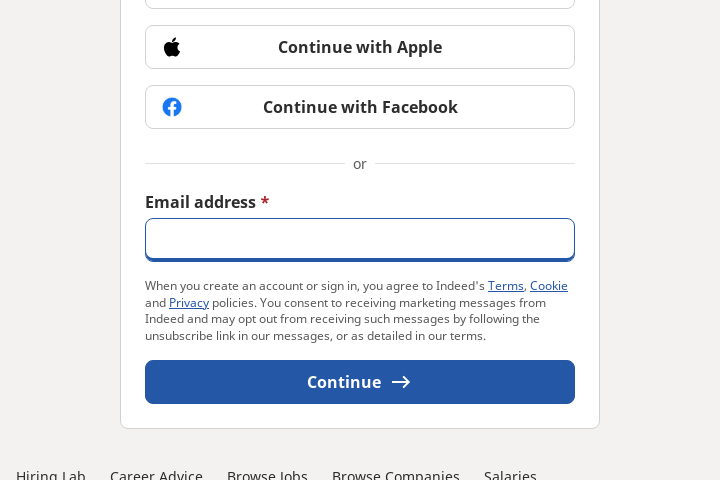 Continue with Apple
Continue with Facebook
or
Email address *
When you create an account or sign in, you agree to Indeed's Terms, Cookie
and Privacy policies. You consent to receiving marketing messages from
Indeed and may opt out from receiving such messages by following the
unsubscribe link in our messages, or as detailed in our terms.
Continue →
Hiring Lab Career Advice Browse Jobs Browse Companies Salaries